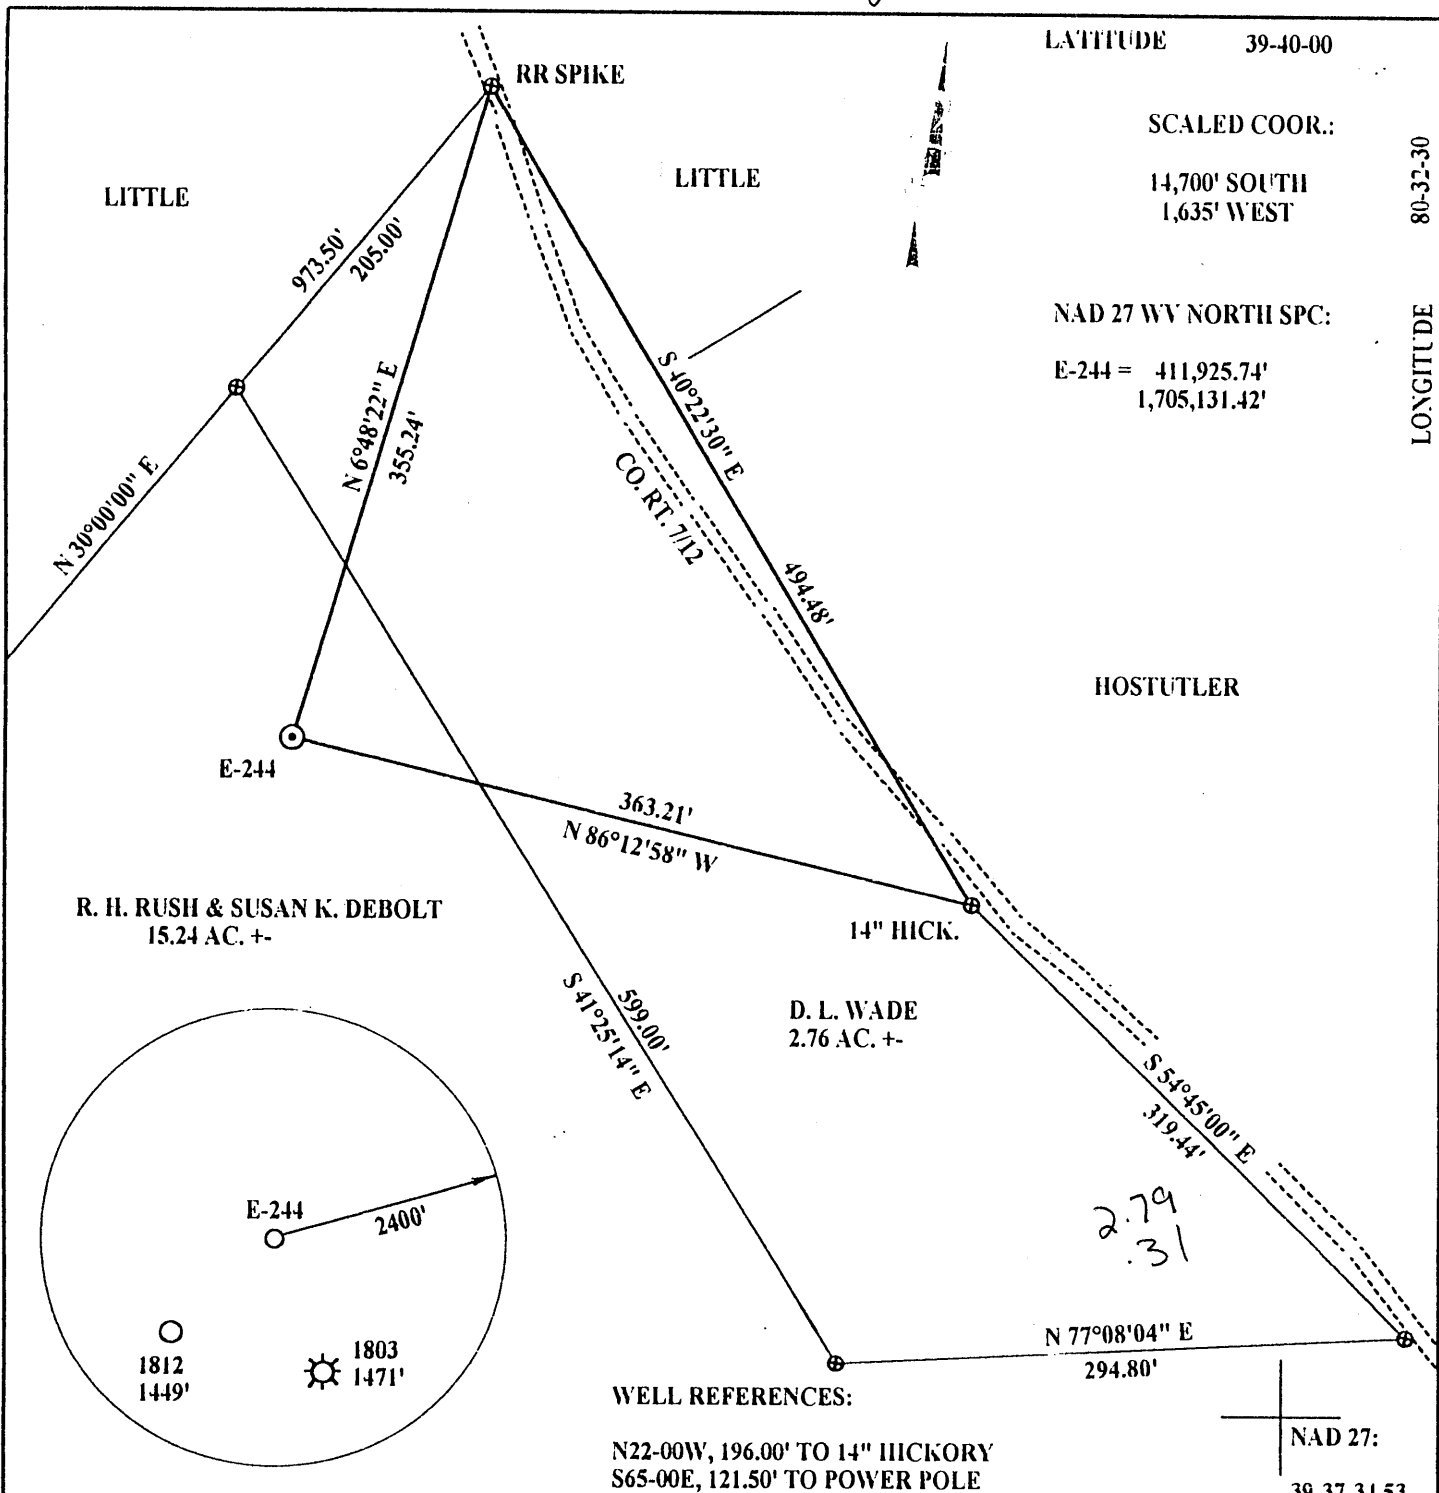 LATITUDE 39-40-00
RR SPIKE
SCALED COOR.:
14,700' SOUTH
1,635' WEST
80-32-30
LONGITUDE
LITTLE
LITTLE
973.50'
205.00'
NAD 27 WV NORTH SPC:
E-244 = 411,925.74'
1,705,131.42'
N 30°00'00" E
N 6°48'22" E
355.24'
S 40°22'30" E
494.48'
CO. RT. 7/12
HOSTUTLER
E-244
363.21'
N 86°12'58" W
R. H. RUSH & SUSAN K. DEBOLT
15.24 AC. +-
14" HICK.
599.00'
S 41°25'14" E
D. L. WADE
2.76 AC. +-
S 54°45'00" E
319.44'
2.79
.31
E-244
2400'
1812
1449'
1803
1471'
N 77°08'04" E
294.80'
WELL REFERENCES:
N22-00W, 196.00' TO 14" HICKORY
S65-00E, 121.50' TO POWER POLE
NAD 27:
39-37-34.53